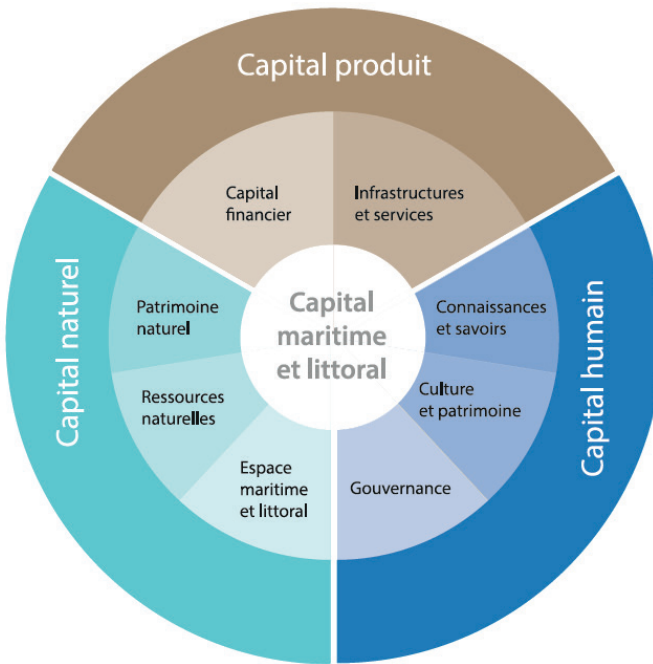 Capital produit
Capital
financier
Infrastructures
et services
Capital naturel
Patrimoine
naturel
Ressources
naturelles
Espace
maritime
et littoral
Capital
maritime
et littoral
Connaissances
et savoirs
Culture
et patrimoine
Gouvernance
Capital humain